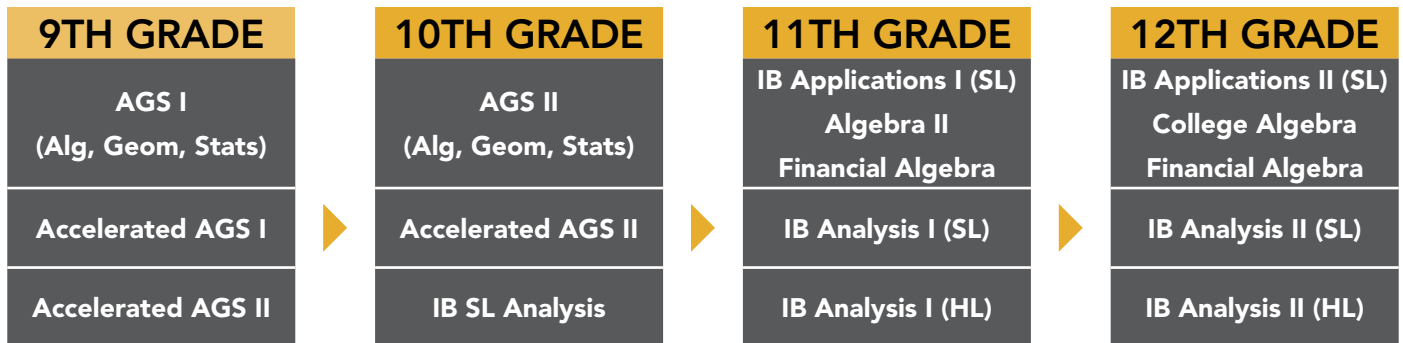 9TH GRADE
AGS I
(Alg, Geom, Stats)
Accelerated AGS I
Accelerated AGS II
10TH GRADE
AGS II
(Alg, Geom, Stats)
Accelerated AGS II
IB SL Analysis
11TH GRADE
IB Applications I (SL)
Algebra II
Financial Algebra
IB Analysis I (SL)
IB Analysis I (HL)
12TH GRADE
IB Applications II (SL)
College Algebra
Financial Algebra
IB Analysis II (SL)
IB Analysis II (HL)